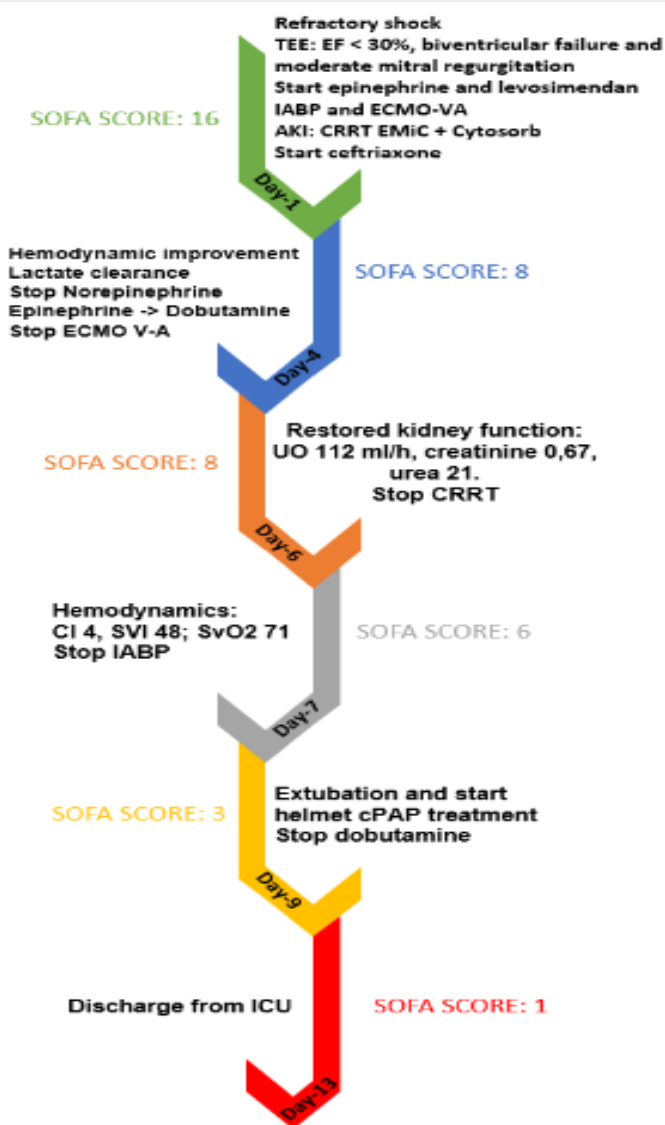 Refractory shock
TEE: EF < 30%, biventricular failure and
moderate mitral regurgitation
Start epinephrine and levosimendan
IABP and ECMO-VA
AKI: CRRT EMiC + Cytosorb
Start ceftriaxone
SOFA SCORE: 16
Day-1
Hemodynamic improvement
Lactate clearance
Stop Norepinephrine
Epinephrine -> Dobutamine
Stop ECMO V-A
SOFA SCORE: 8
Day-4
Restored kidney function:
UO 112 ml/h, creatinine 0,67,
urea 21.
Stop CRRT
SOFA SCORE: 8
Day-6
Hemodynamics:
CI 4, SVI 48; SvO2 71
Stop IABP
SOFA SCORE: 6
Day-7
Extubation and start
helmet cPAP treatment
Stop dobutamine
SOFA SCORE: 3
Day-9
Discharge from ICU
SOFA SCORE: 1
Day-13